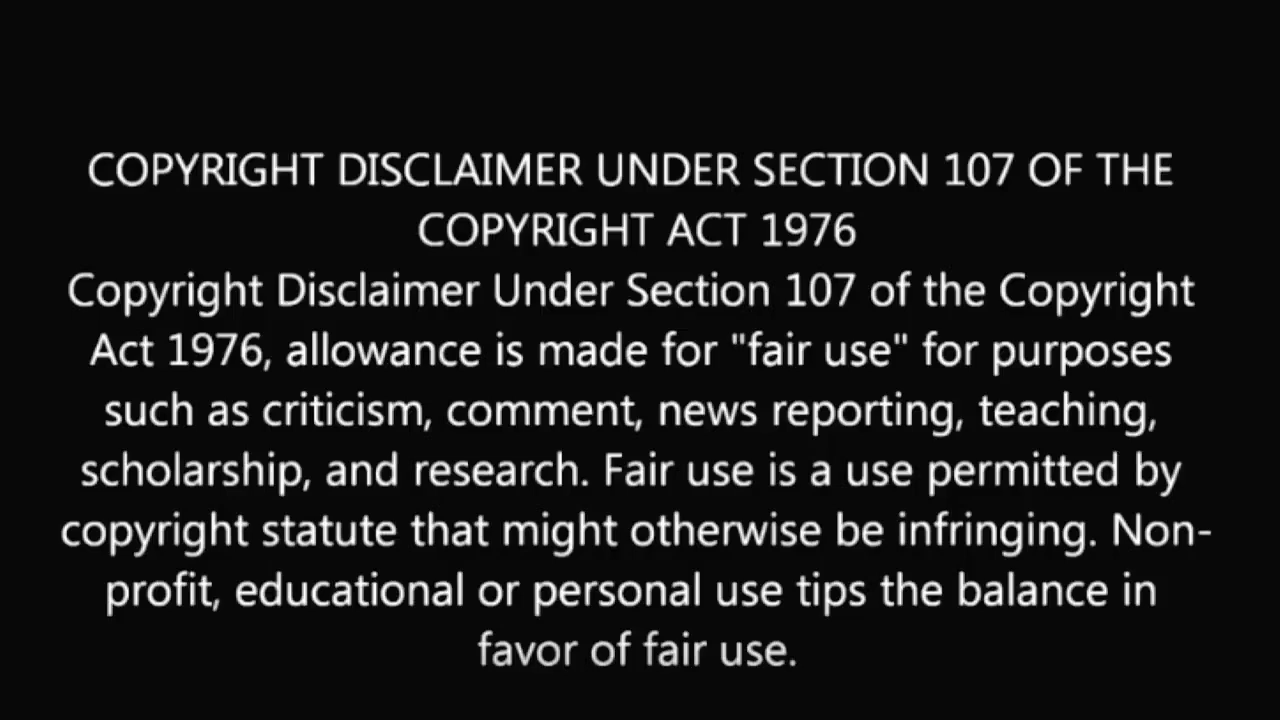 COPYRIGHT DISCLAIMER UNDER SECTION 107 OF THE
COPYRIGHT ACT 1976
Copyright Disclaimer Under Section 107 of the Copyright
Act 1976, allowance is made for "fair use" for purposes
such as criticism, comment, news reporting, teaching,
scholarship, and research. Fair use is a use permitted by
copyright statute that might otherwise be infringing. Non-
profit, educational or personal use tips the balance in
favor of fair use.